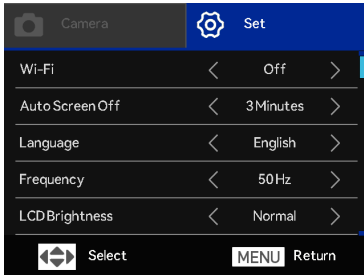 Camera Set
Wi-Fi Off
Auto Screen Off 3 Minutes
Language English
Frequency 50 Hz
LCD Brightness Normal
Select MENU Return